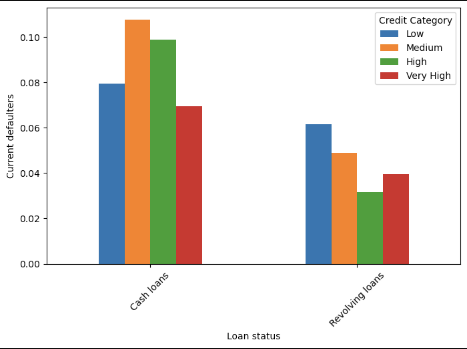 Credit Category
Low
Medium
High
Very High
Current defaulters
0.10
0.08
0.06
0.04
0.02
0.00
Cash loans
Revolving loans
Loan status